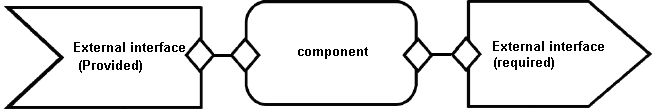 External interface
(Provided)
component
External interface
(required)